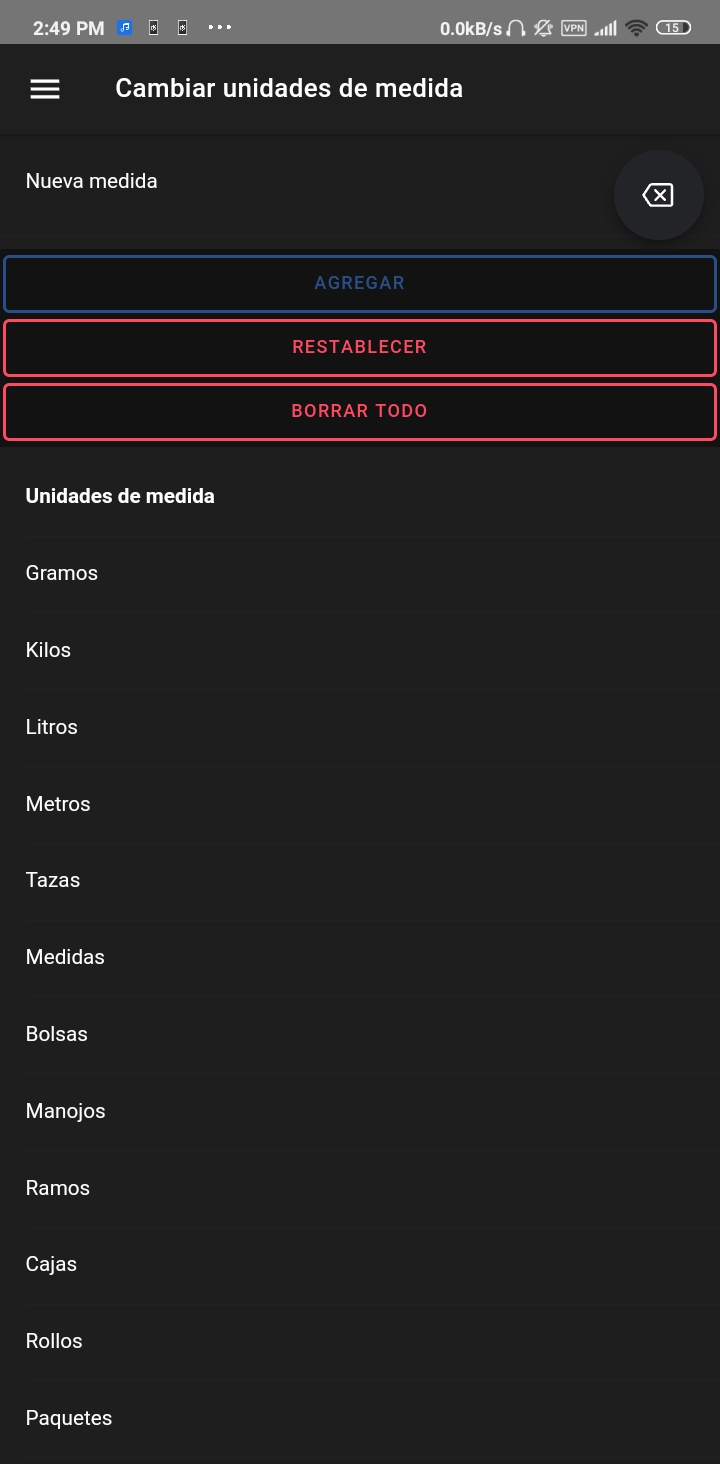 2:49 PM 0.0kB/s VPN 15
Cambiar unidades de medida
Nueva medida
AGREGAR
RESTABLECER
BORRAR TODO
Unidades de medida
Gramos
Kilos
Litros
Metros
Tazas
Medidas
Bolsas
Manojos
Ramos
Cajas
Rollos
Paquetes